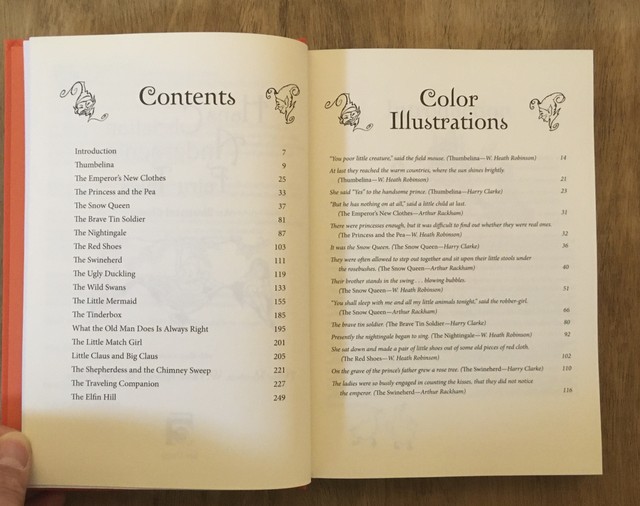 Contents
Introduction 7
Thumbelina 9
The Emperor's New Clothes 25
The Princess and the Pea 33
The Snow Queen 37
The Brave Tin Soldier 81
The Nightingale 87
The Red Shoes 103
The Swineherd 111
The Ugly Duckling 119
The Wild Swans 133
The Little Mermaid 155
The Tinderbox 185
What the Old Man Does Is Always Right 195
The Little Match Girl 201
Little Claus and Big Claus 205
The Shepherdess and the Chimney Sweep 221
The Traveling Companion 227
The Elfin Hill 249
Color
Illustrations
"You poor little creature," said the field mouse. (Thumbelina—W. Heath Robinson) 14
At last they reached the warm countries, where the sun shines brightly.
(Thumbelina—W. Heath Robinson) 21
She said "Yes" to the handsome prince. (Thumbelina—Harry Clarke) 23
"But he has nothing on at all," said a little child at last.
(The Emperor's New Clothes—Arthur Rackham) 31
There were princesses enough, but it was difficult to find out whether they were real ones.
(The Princess and the Pea—W. Heath Robinson) 32
It was the Snow Queen. (The Snow Queen—Harry Clarke) 36
They were often allowed to step out together and sit upon their little stools under
the rosebushes. (The Snow Queen—Arthur Rackham) 40
Their brother stands in the swing . . . blowing bubbles.
(The Snow Queen—W. Heath Robinson) 51
"You shall sleep with me and all my little animals tonight," said the robber-girl.
(The Snow Queen—Arthur Rackham) 66
The brave tin soldier. (The Brave Tin Soldier—Harry Clarke) 80
Presently the nightingale began to sing. (The Nightingale—W. Heath Robinson) 92
She sat down and made a pair of little shoes out of some old pieces of red cloth.
(The Red Shoes—W. Heath Robinson) 102
On the grave of the prince's father grew a rose tree. (The Swineherd—Harry Clarke) 110
The ladies were so busily engaged in counting the kisses, that they did not notice
the emperor. (The Swineherd—Arthur Rackham) 116